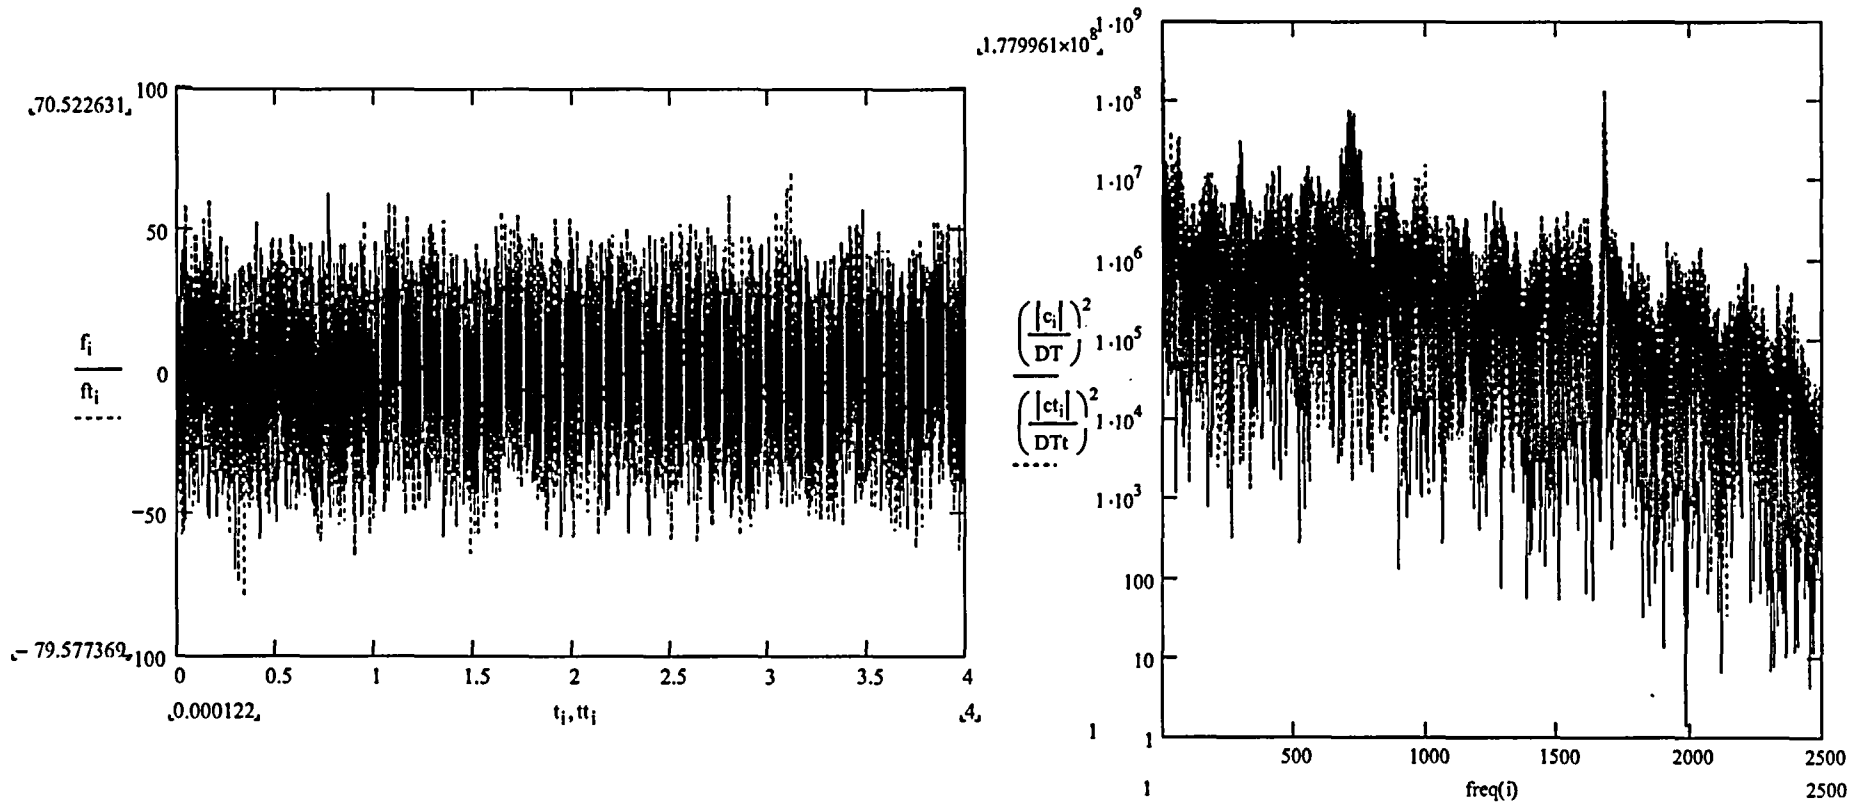 100
⌞70.522631⌟
50
f_i
ft_i
0
−50
⌞− 79.577369⌟
−100
0 0.5 1 1.5 2 2.5 3 3.5 4
⌞0.000122⌟ t_i, tt_i ⌞4⌟
1·10^9
⌞1.779961×10^8⌟
1·10^8
1·10^7
1·10^6
(|c_i| / DT)^2
1·10^5
(|ct_i| / DTt)^2
1·10^4
1·10^3
100
10
1 1
500 1000 1500 2000 2500
1 freq(i) 2500